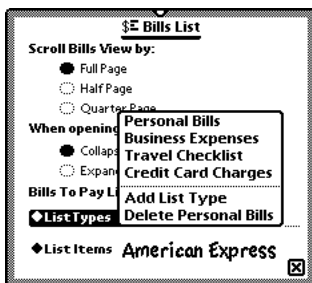 Bills List
Scroll Bills View by:
Full Page
Half Page
Quarter Page
Personal Bills
Business Expenses
Travel Checklist
Credit Card Charges
Add List Type
Delete Personal Bills
When opening
Collaps
Expan
Bills To Pay Li
◆List Types
◆List Items American Express